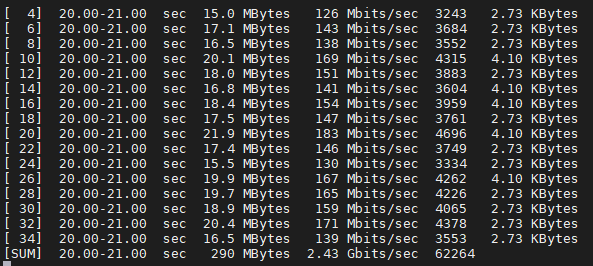 [  4]  20.00-21.00  sec  15.0 MBytes   126 Mbits/sec  3243   2.73 KBytes
[  6]  20.00-21.00  sec  17.1 MBytes   143 Mbits/sec  3684   2.73 KBytes
[  8]  20.00-21.00  sec  16.5 MBytes   138 Mbits/sec  3552   2.73 KBytes
[ 10]  20.00-21.00  sec  20.1 MBytes   169 Mbits/sec  4315   4.10 KBytes
[ 12]  20.00-21.00  sec  18.0 MBytes   151 Mbits/sec  3883   2.73 KBytes
[ 14]  20.00-21.00  sec  16.8 MBytes   141 Mbits/sec  3604   4.10 KBytes
[ 16]  20.00-21.00  sec  18.4 MBytes   154 Mbits/sec  3959   4.10 KBytes
[ 18]  20.00-21.00  sec  17.5 MBytes   147 Mbits/sec  3761   2.73 KBytes
[ 20]  20.00-21.00  sec  21.9 MBytes   183 Mbits/sec  4696   4.10 KBytes
[ 22]  20.00-21.00  sec  17.4 MBytes   146 Mbits/sec  3749   2.73 KBytes
[ 24]  20.00-21.00  sec  15.5 MBytes   130 Mbits/sec  3334   2.73 KBytes
[ 26]  20.00-21.00  sec  19.9 MBytes   167 Mbits/sec  4262   4.10 KBytes
[ 28]  20.00-21.00  sec  19.7 MBytes   165 Mbits/sec  4226   2.73 KBytes
[ 30]  20.00-21.00  sec  18.9 MBytes   159 Mbits/sec  4065   2.73 KBytes
[ 32]  20.00-21.00  sec  20.4 MBytes   171 Mbits/sec  4378   2.73 KBytes
[ 34]  20.00-21.00  sec  16.5 MBytes   139 Mbits/sec  3553   2.73 KBytes
[SUM]  20.00-21.00  sec   290 MBytes  2.43 Gbits/sec  62264